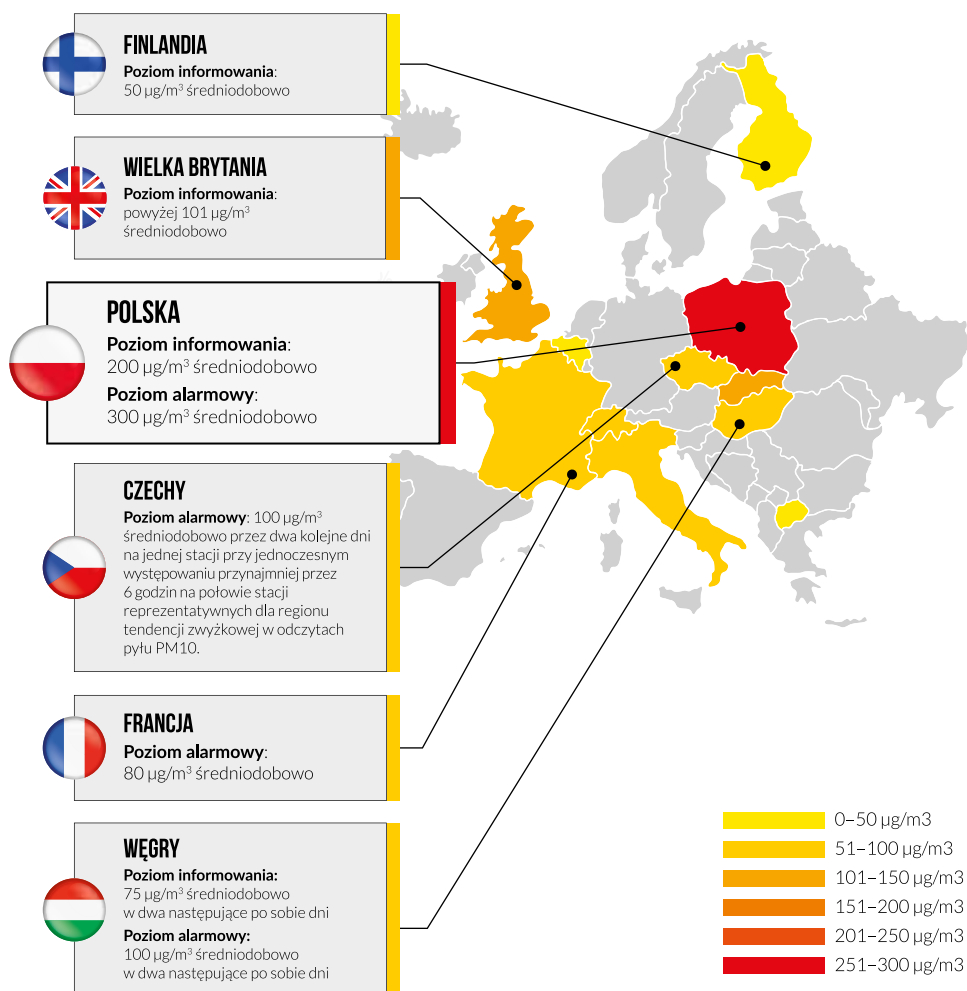 FINLANDIA
Poziom informowania:
50 µg/m³ średniodobowo
WIELKA BRYTANIA
Poziom informowania:
powyżej 101 µg/m³
średniodobowo
POLSKA
Poziom informowania:
200 µg/m³ średniodobowo
Poziom alarmowy:
300 µg/m³ średniodobowo
CZECHY
Poziom alarmowy: 100 µg/m³
średniodobowo przez dwa kolejne dni
na jednej stacji przy jednoczesnym
występowaniu przynajmniej przez
6 godzin na połowie stacji
reprezentatywnych dla regionu
tendencji zwyżkowej w odczytach
pyłu PM10.
FRANCJA
Poziom alarmowy:
80 µg/m³ średniodobowo
WĘGRY
Poziom informowania:
75 µg/m³ średniodobowo
w dwa następujące po sobie dni
Poziom alarmowy:
100 µg/m³ średniodobowo
w dwa następujące po sobie dni
0–50 µg/m3
51–100 µg/m3
101–150 µg/m3
151–200 µg/m3
201–250 µg/m3
251–300 µg/m3